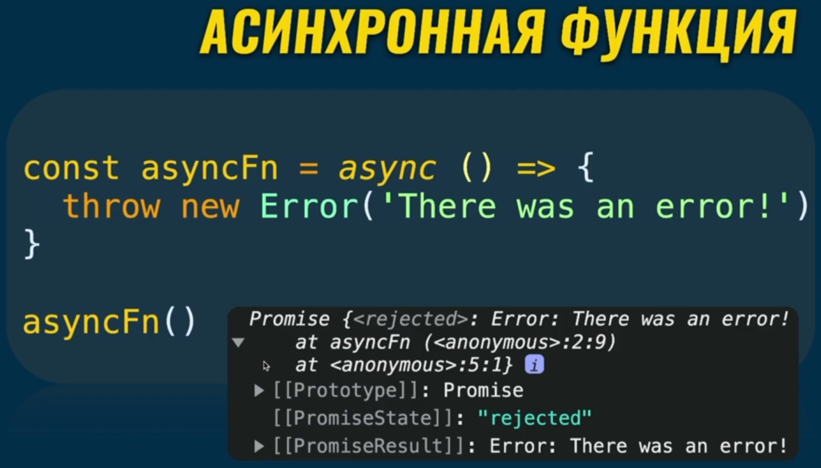 АСИНХРОННАЯ ФУНКЦИЯ
const asyncFn = async () => {
  throw new Error('There was an error!')
}
asyncFn()
Promise {<rejected>: Error: There was an error!
    at asyncFn (<anonymous>:2:9)
    at <anonymous>:5:1} i
[[Prototype]]: Promise
[[PromiseState]]: "rejected"
[[PromiseResult]]: Error: There was an error!